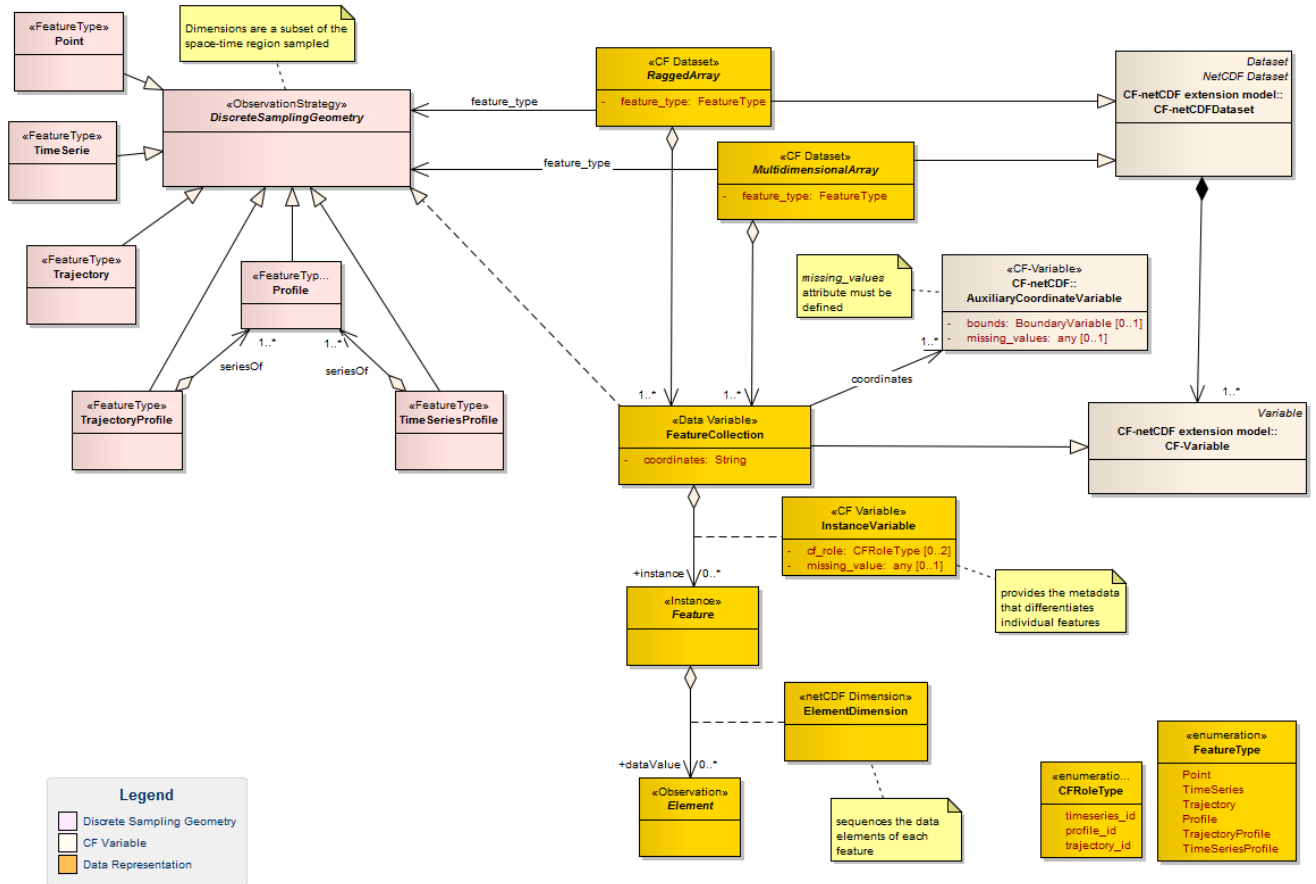 «FeatureType»
Point
Dimensions are a subset of the
space-time region sampled
«CF Dataset»
RaggedArray
- feature_type: FeatureType
Dataset
NetCDF Dataset
CF-netCDF extension model::
CF-netCDFDataset
«ObservationStrategy»
DiscreteSamplingGeometry
feature_type
«FeatureType»
TimeSerie
feature_type
«CF Dataset»
MultidimensionalArray
- feature_type: FeatureType
«FeatureType»
Trajectory
«FeatureTyp...
Profile
missing_values
attribute must be
defined
«CF-Variable»
CF-netCDF::
AuxiliaryCoordinateVariable
- bounds: BoundaryVariable [0..1]
- missing_values: any [0..1]
1..*
1..*
1..*
seriesOf
seriesOf
coordinates
1..*
1..*
1..*
«FeatureType»
TrajectoryProfile
«FeatureType»
TimeSeriesProfile
«Data Variable»
FeatureCollection
- coordinates: String
Variable
CF-netCDF extension model::
CF-Variable
«CF Variable»
InstanceVariable
- cf_role: CFRoleType [0..2]
- missing_value: any [0..1]
+instance
0..*
provides the metadata
that differentiates
individual features
«Instance»
Feature
«netCDF Dimension»
ElementDimension
+dataValue
0..*
«Observation»
Element
sequences the data
elements of each
feature
«enumeratio...
CFRoleType
timeseries_id
profile_id
trajectory_id
«enumeration»
FeatureType
Point
TimeSeries
Trajectory
Profile
TrajectoryProfile
TimeSeriesProfile
Legend
Discrete Sampling Geometry
CF Variable
Data Representation